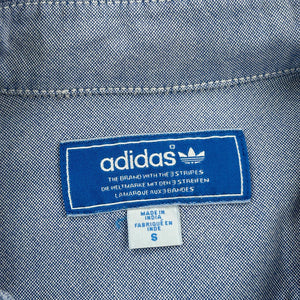 adidas
THE BRAND WITH THE 3 STRIPES
DIE WELTMARKE MIT DEN 3 STREIFEN
LA MARQUE AUX 3 BANDES
MADE IN
INDIA
FABRIQUÉ EN
INDE
S